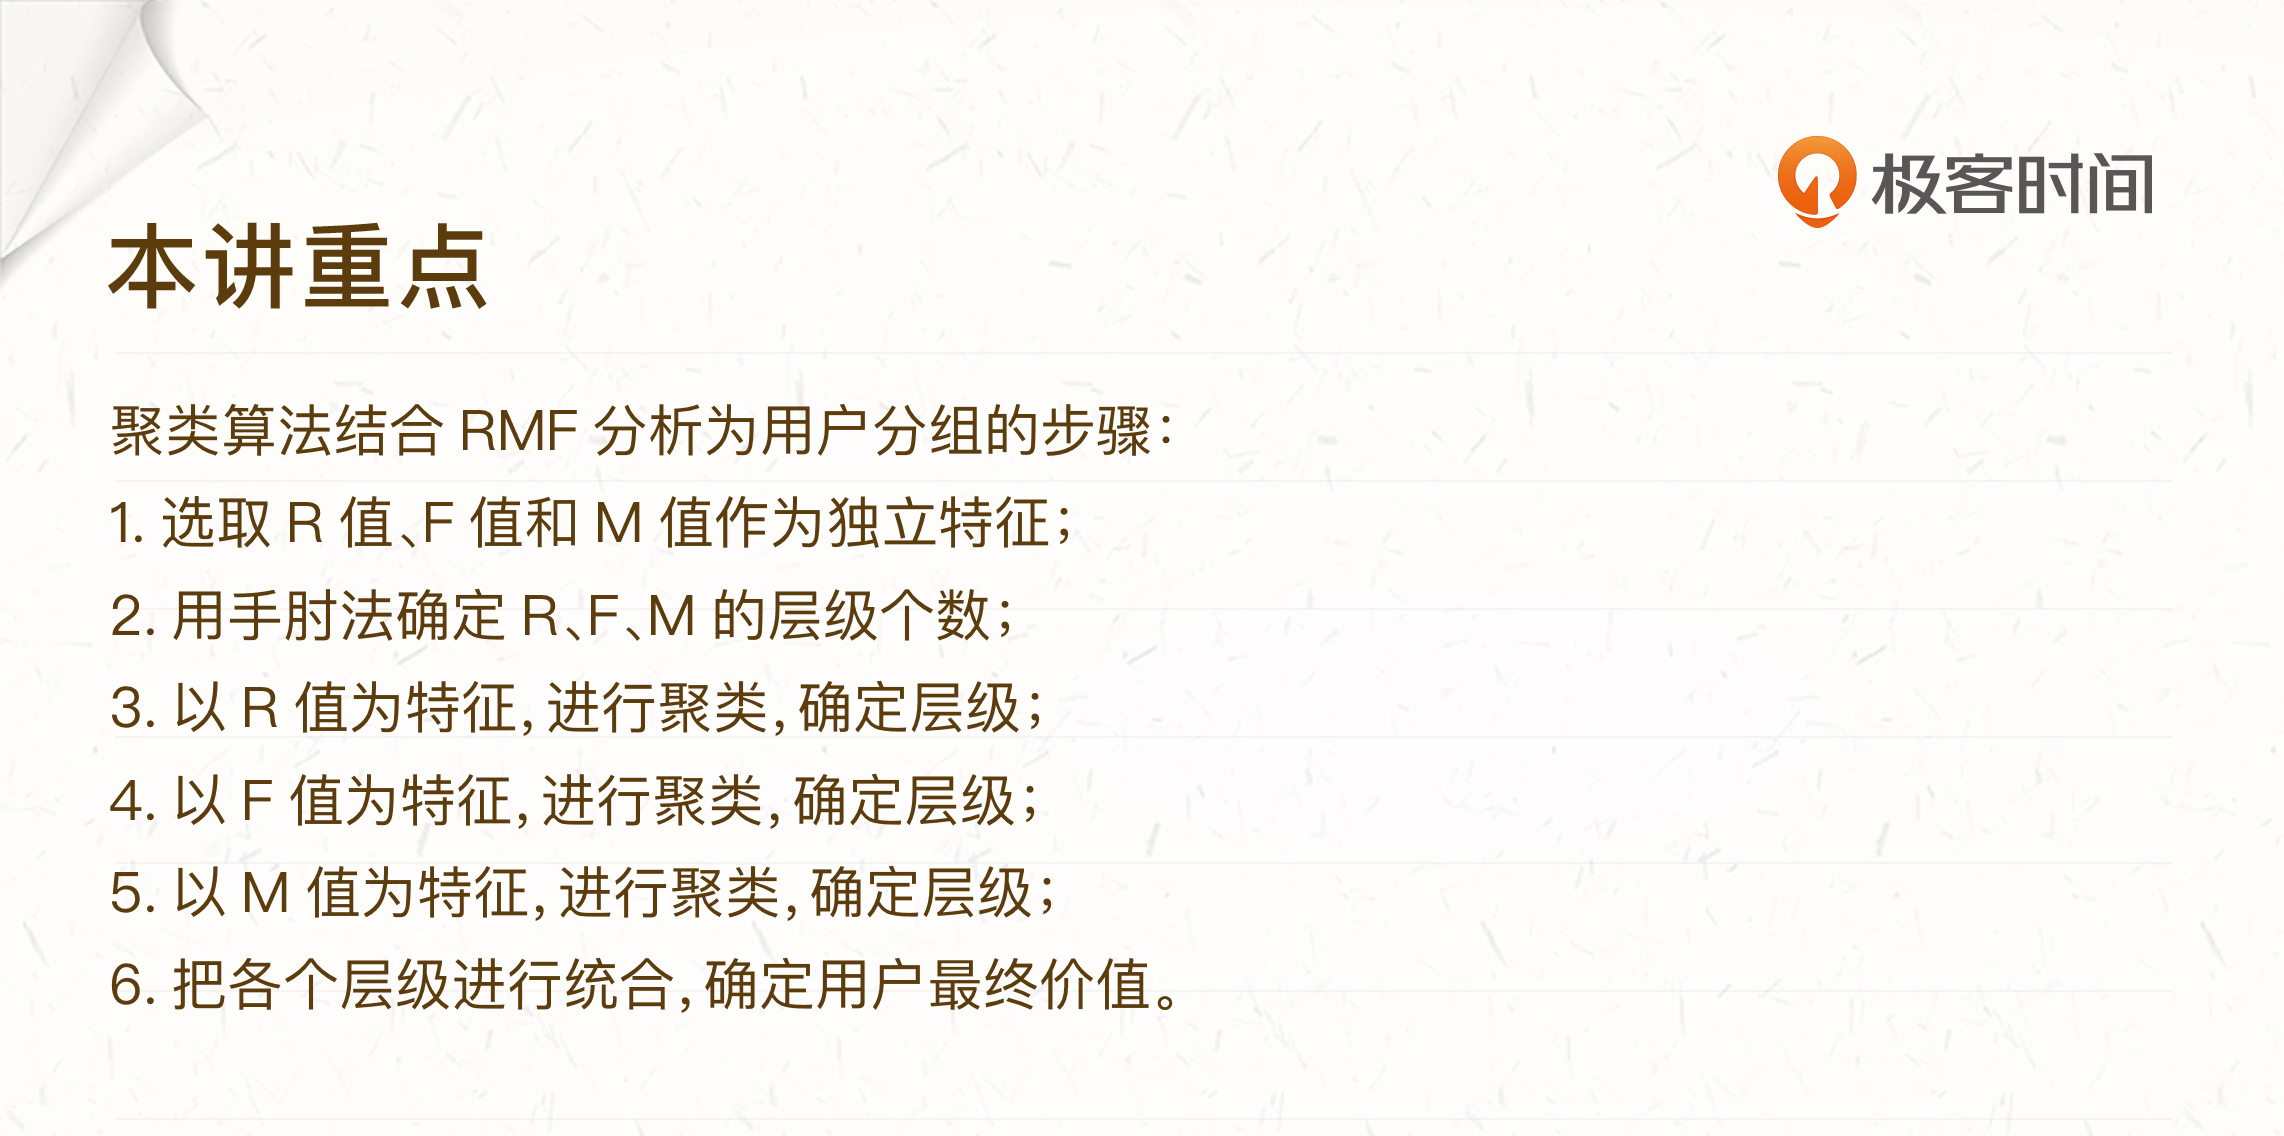 极客时间
本讲重点
聚类算法结合 RMF 分析为用户分组的步骤：
1. 选取 R 值、F 值和 M 值作为独立特征；
2. 用手肘法确定 R、F、M 的层级个数；
3. 以 R 值为特征，进行聚类，确定层级；
4. 以 F 值为特征，进行聚类，确定层级；
5. 以 M 值为特征，进行聚类，确定层级；
6. 把各个层级进行统合，确定用户最终价值。